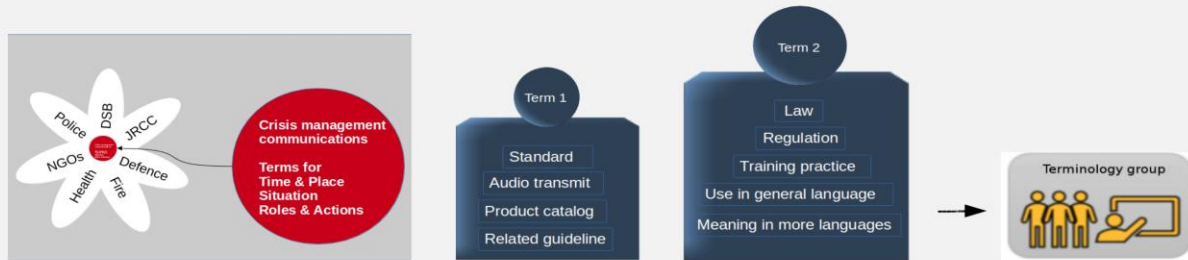 DSB
Police
JRCC
NGOs
Defence
Health
Fire
Crisis management
communications
Terms for
Time & Place
Situation
Roles & Actions
Term 1
Standard
Audio transmit
Product catalog
Related guideline
Term 2
Law
Regulation
Training practice
Use in general language
Meaning in more languages
Terminology group